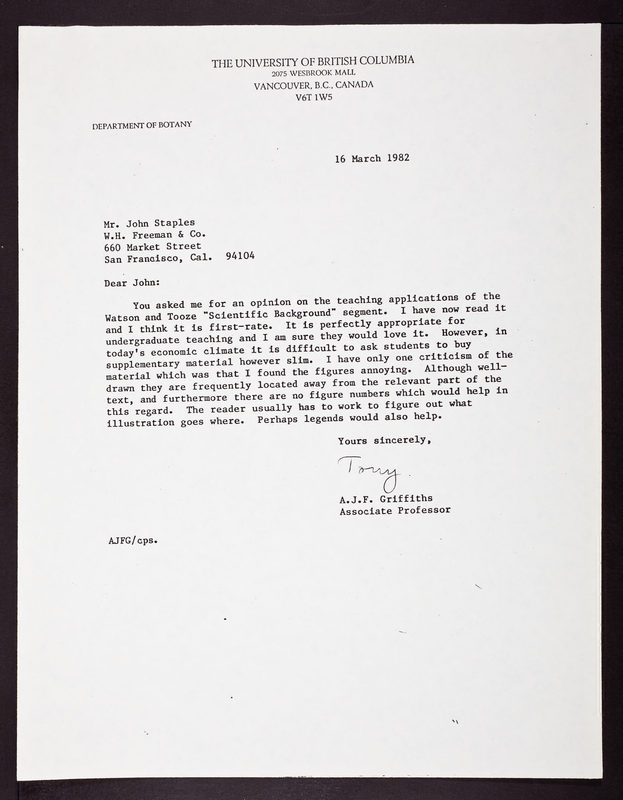 THE UNIVERSITY OF BRITISH COLUMBIA
2075 WESBROOK MALL
VANCOUVER, B.C., CANADA
V6T 1W5
DEPARTMENT OF BOTANY
16 March 1982
Mr. John Staples
W.H. Freeman & Co.
660 Market Street
San Francisco, Cal. 94104
Dear John:
You asked me for an opinion on the teaching applications of the
Watson and Tooze "Scientific Background" segment. I have now read it
and I think it is first-rate. It is perfectly appropriate for
undergraduate teaching and I am sure they would love it. However, in
today's economic climate it is difficult to ask students to buy
supplementary material however slim. I have only one criticism of the
material which was that I found the figures annoying. Although well-
drawn they are frequently located away from the relevant part of the
text, and furthermore there are no figure numbers which would help in
this regard. The reader usually has to work to figure out what
illustration goes where. Perhaps legends would also help.
Yours sincerely,
Tony.
A.J.F. Griffiths
Associate Professor
AJFG/cps.